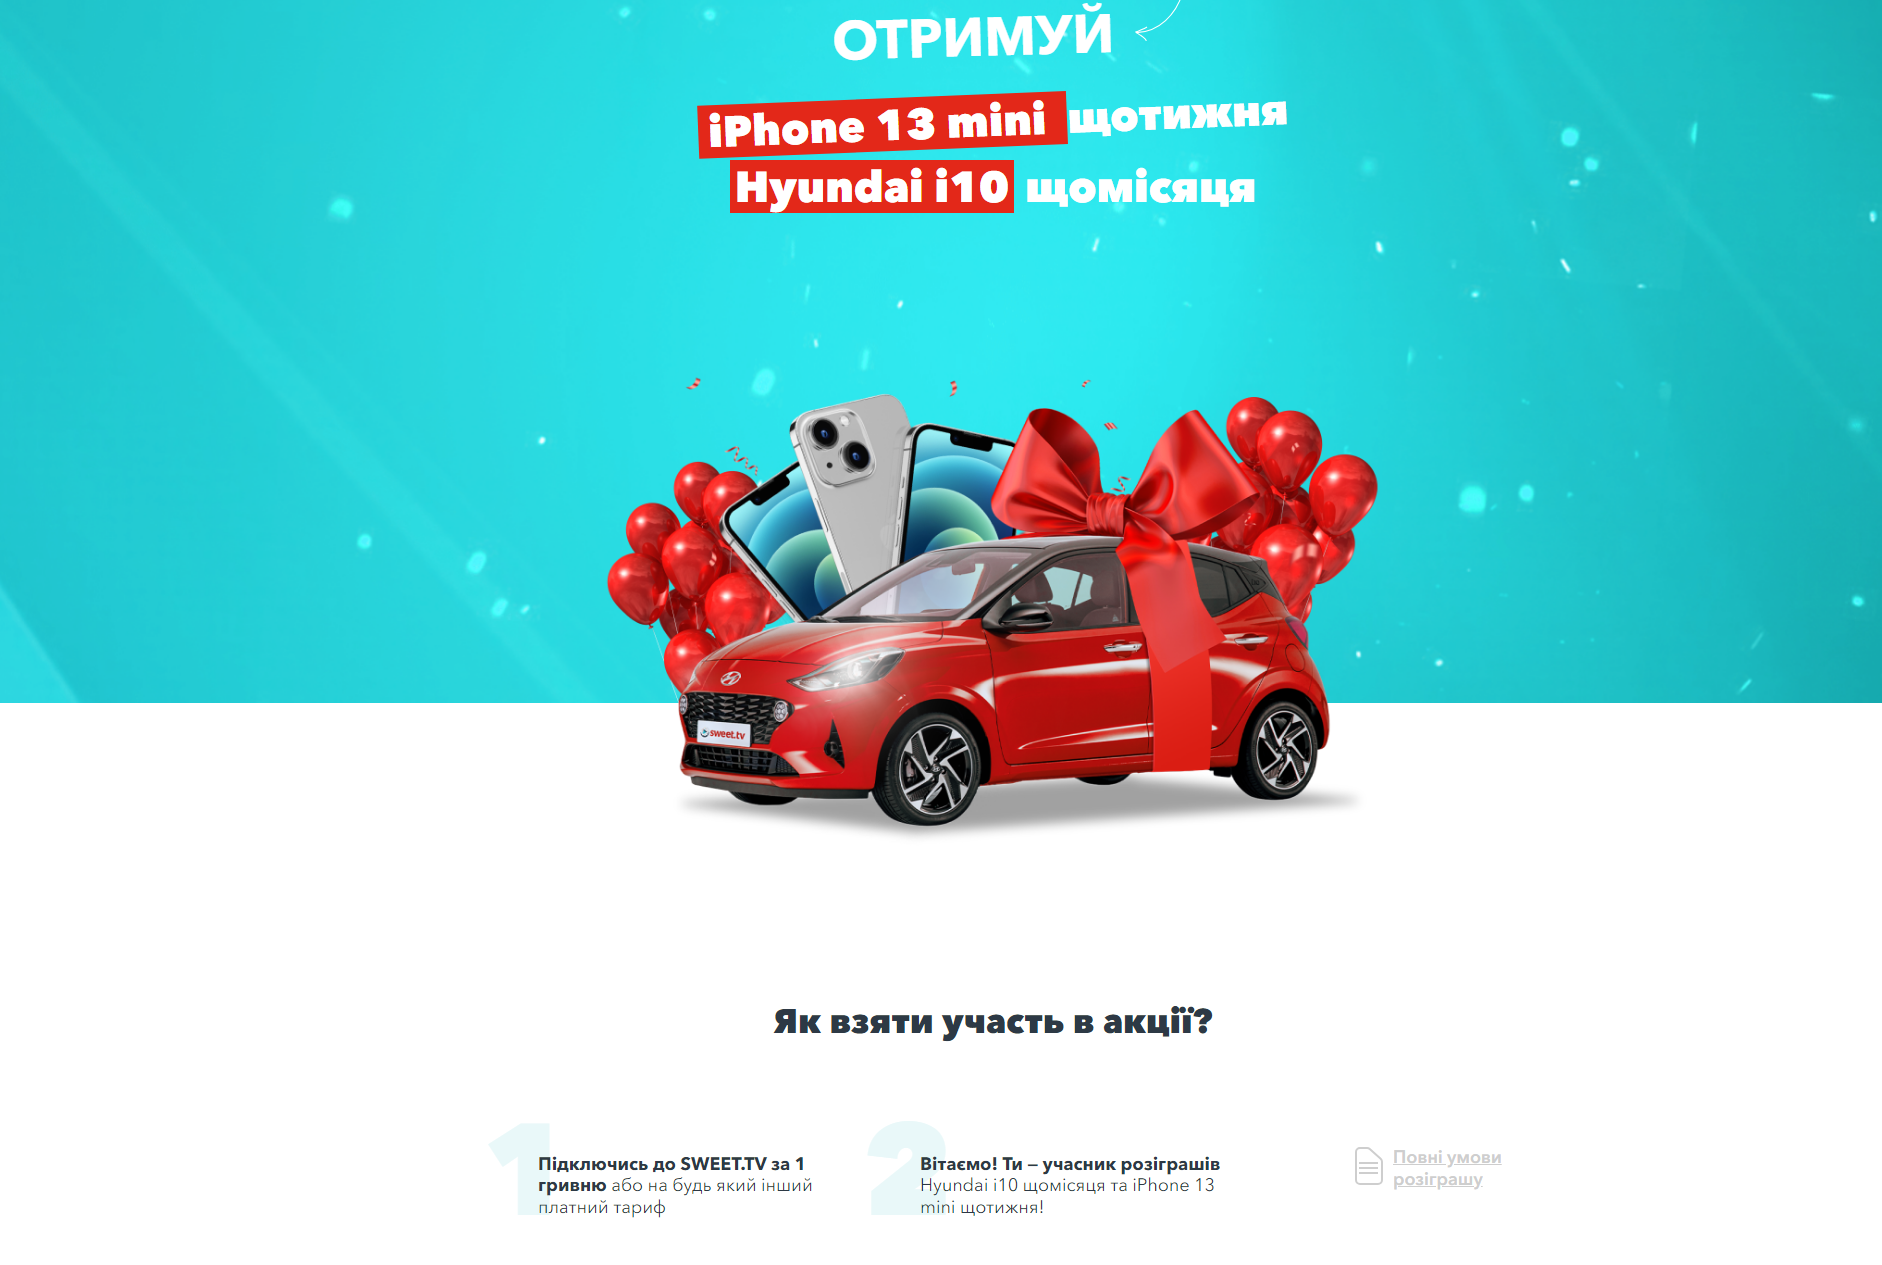 ОТРИМУЙ
iPhone 13 mini щотижня
Hyundai i10 щомісяця
sweet.tv
Як взяти участь в акції?
1
Підключись до SWEET.TV за 1
гривню або на будь який інший
платний тариф
2
Вітаємо! Ти – учасник розіграшів
Hyundai i10 щомісяця та iPhone 13
mini щотижня!
Повні умови
розіграшу